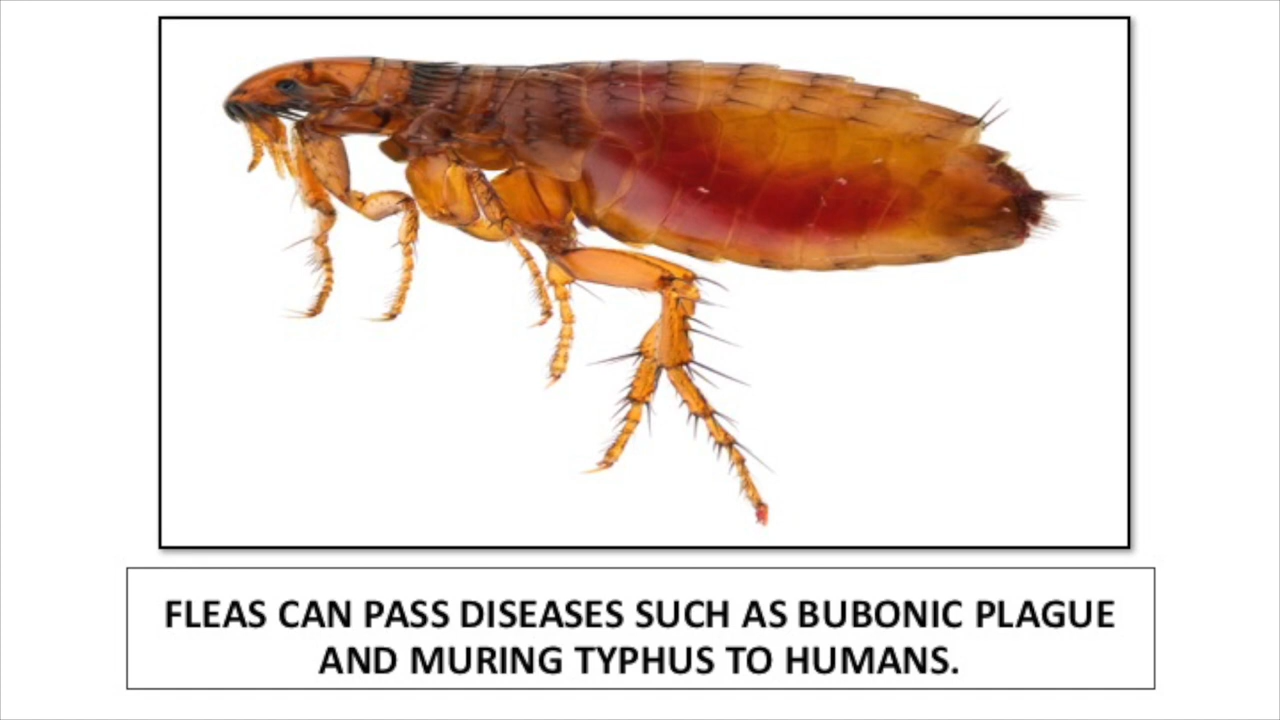 FLEAS CAN PASS DISEASES SUCH AS BUBONIC PLAGUE
AND MURING TYPHUS TO HUMANS.